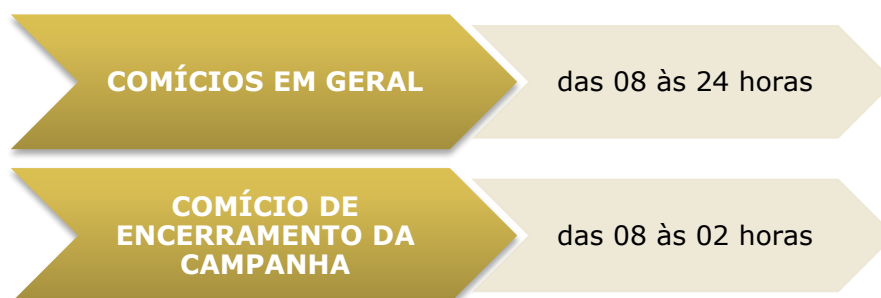 COMÍCIOS EM GERAL
das 08 às 24 horas
COMÍCIO DE
ENCERRAMENTO DA
CAMPANHA
das 08 às 02 horas